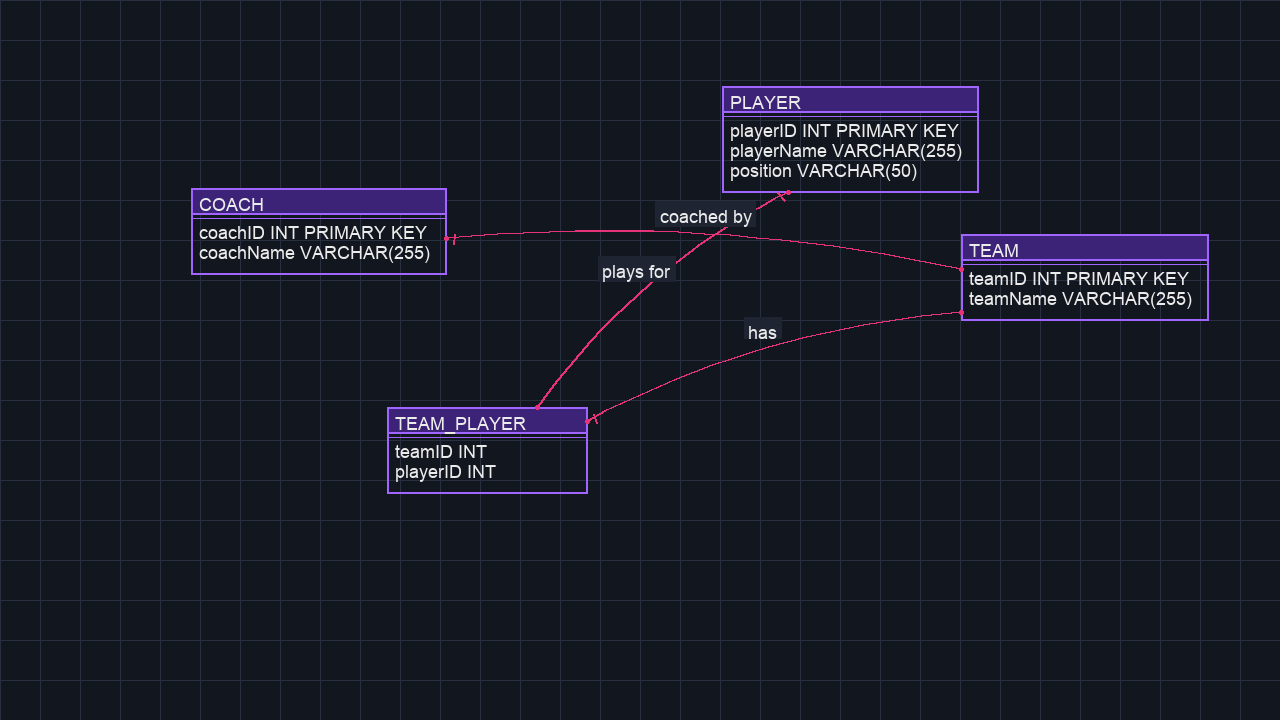 PLAYER
playerID INT PRIMARY KEY
playerName VARCHAR(255)
position VARCHAR(50)
COACH
coachID INT PRIMARY KEY
coachName VARCHAR(255)
coached by
TEAM
teamID INT PRIMARY KEY
teamName VARCHAR(255)
plays for
has
TEAM_PLAYER
teamID INT
playerID INT